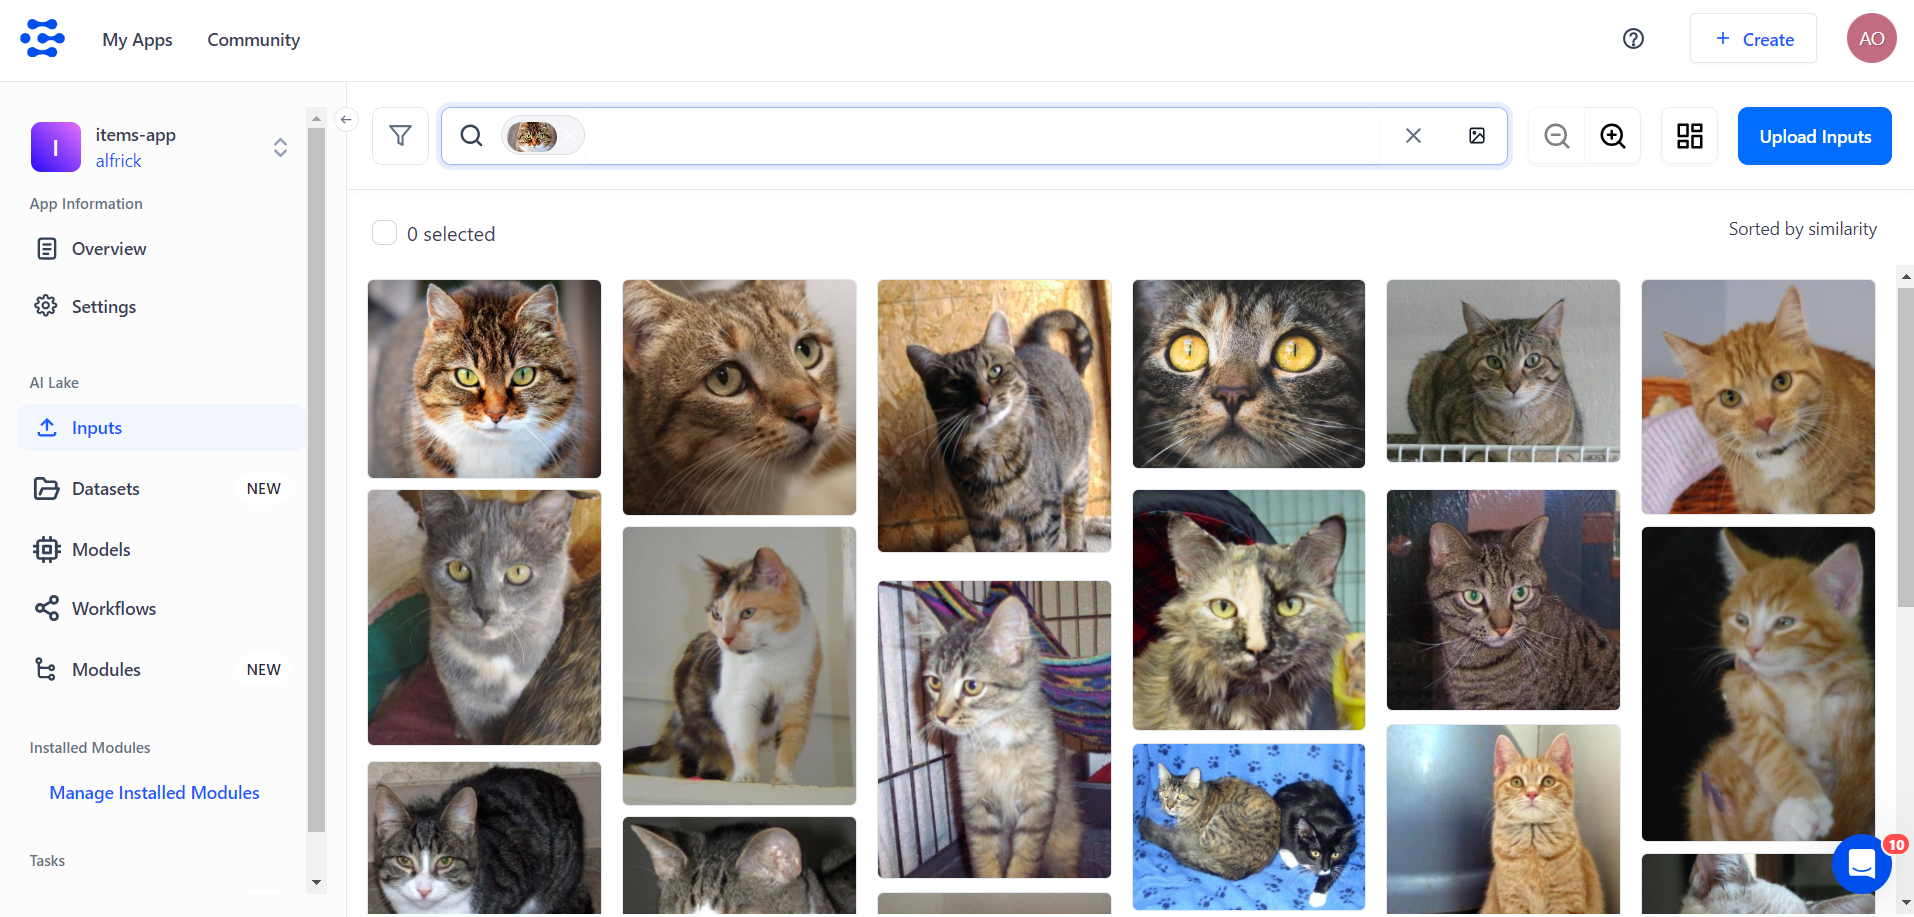 My Apps
Community
Create
AO
I
items-app
alfrick
App Information
Overview
Settings
AI Lake
Inputs
Datasets
NEW
Models
Workflows
Modules
NEW
Installed Modules
Manage Installed Modules
Tasks
Upload Inputs
0 selected
Sorted by similarity
10